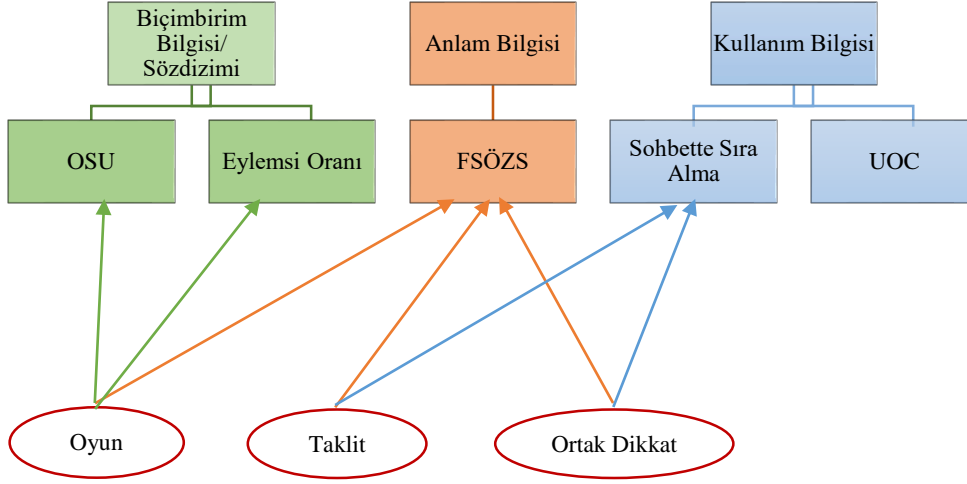 Biçimbirim
Bilgisi/
Sözdizimi
Anlam Bilgisi
Kullanım Bilgisi
OSU
Eylemsi Oranı
FSÖZS
Sohbette Sıra
Alma
UOC
Oyun
Taklit
Ortak Dikkat